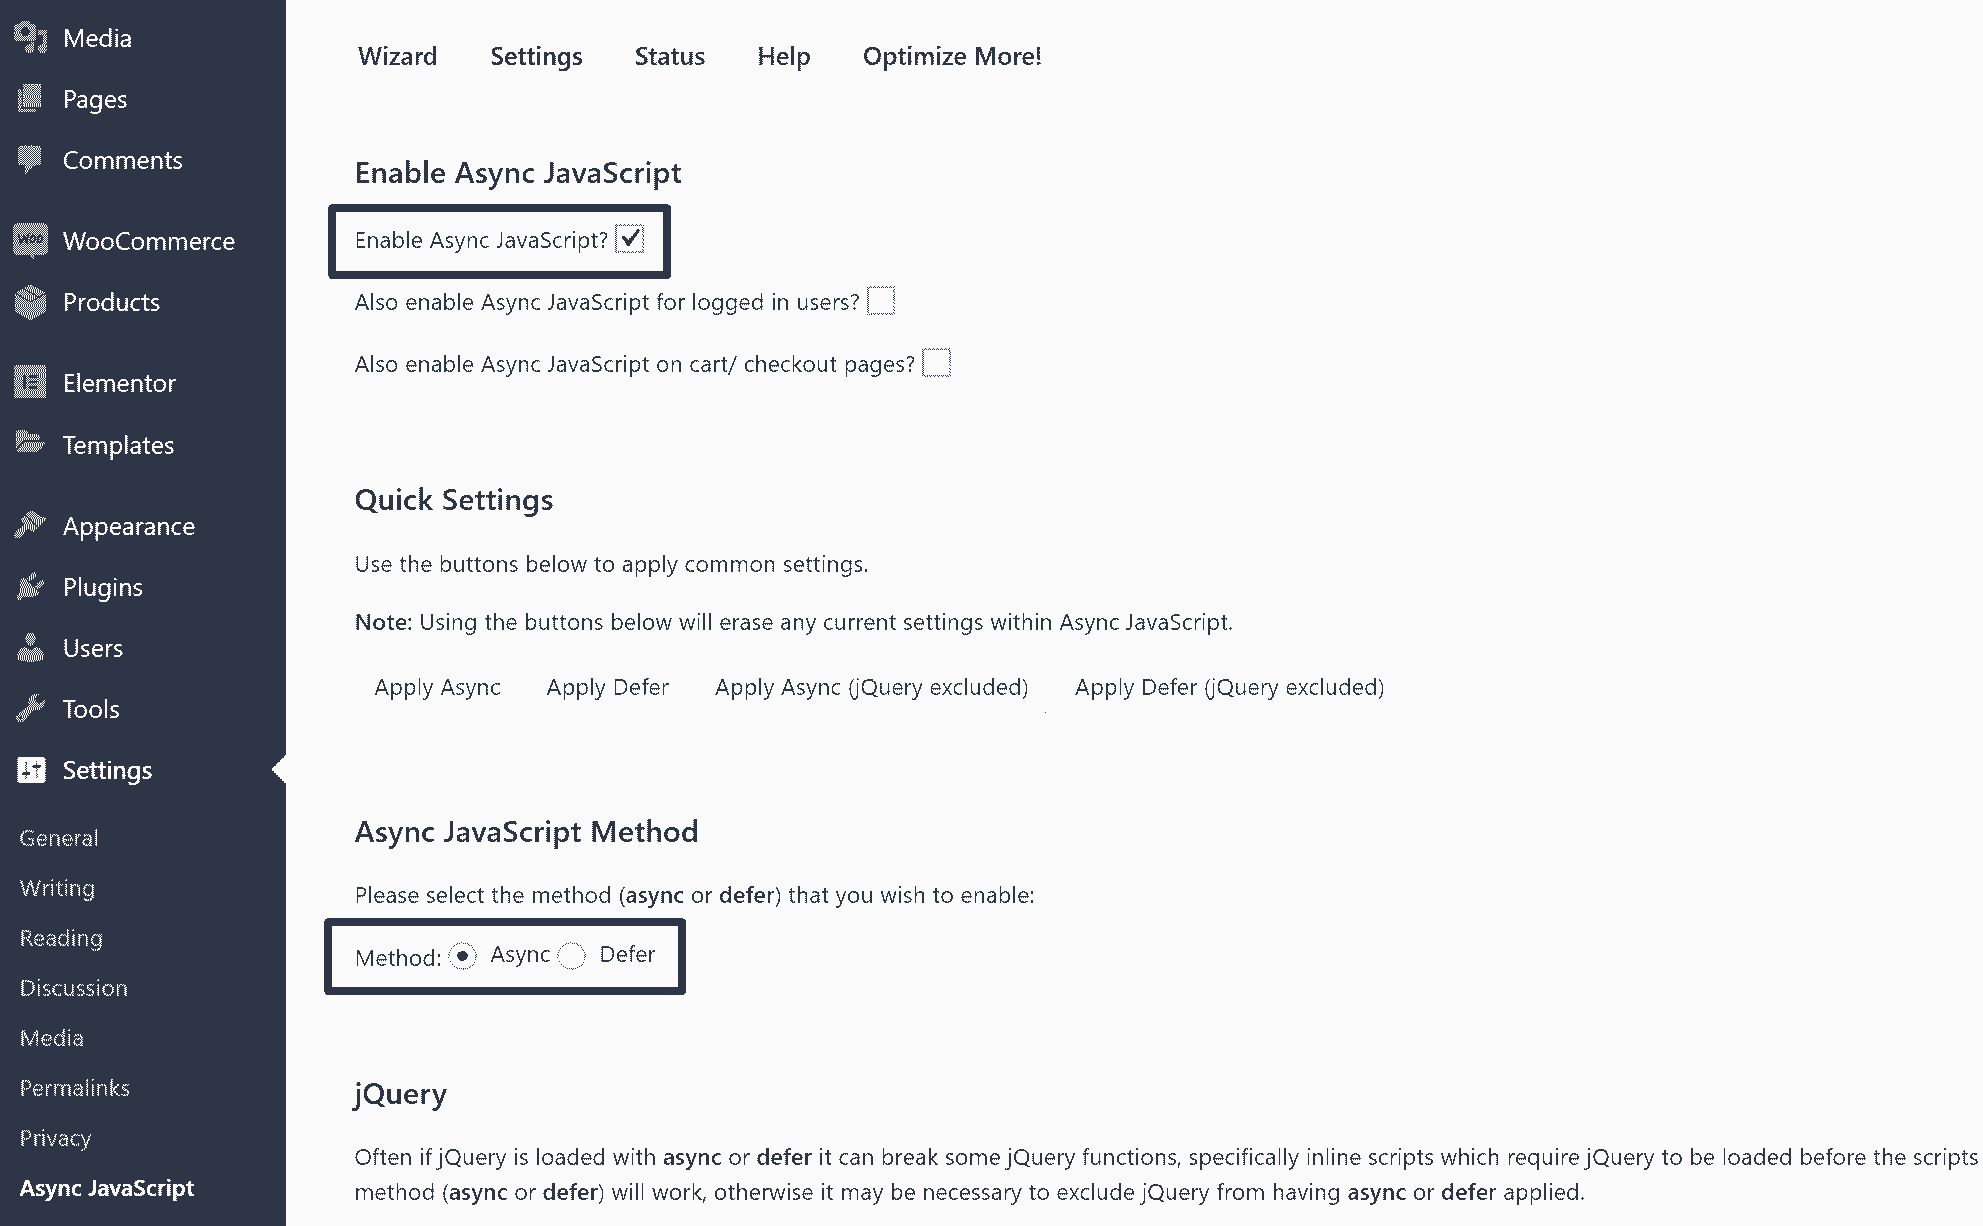 Media
Pages
Comments
WooCommerce
Products
Elementor
Templates
Appearance
Plugins
Users
Tools
Settings
General
Writing
Reading
Discussion
Media
Permalinks
Privacy
Async JavaScript
Wizard Settings Status Help Optimize More!
Enable Async JavaScript
Enable Async JavaScript?
Also enable Async JavaScript for logged in users?
Also enable Async JavaScript on cart/ checkout pages?
Quick Settings
Use the buttons below to apply common settings.
Note: Using the buttons below will erase any current settings within Async JavaScript.
Apply Async Apply Defer Apply Async (jQuery excluded) Apply Defer (jQuery excluded)
Async JavaScript Method
Please select the method (async or defer) that you wish to enable:
Method: Async Defer
jQuery
Often if jQuery is loaded with async or defer it can break some jQuery functions, specifically inline scripts which require jQuery to be loaded before the scripts
method (async or defer) will work, otherwise it may be necessary to exclude jQuery from having async or defer applied.